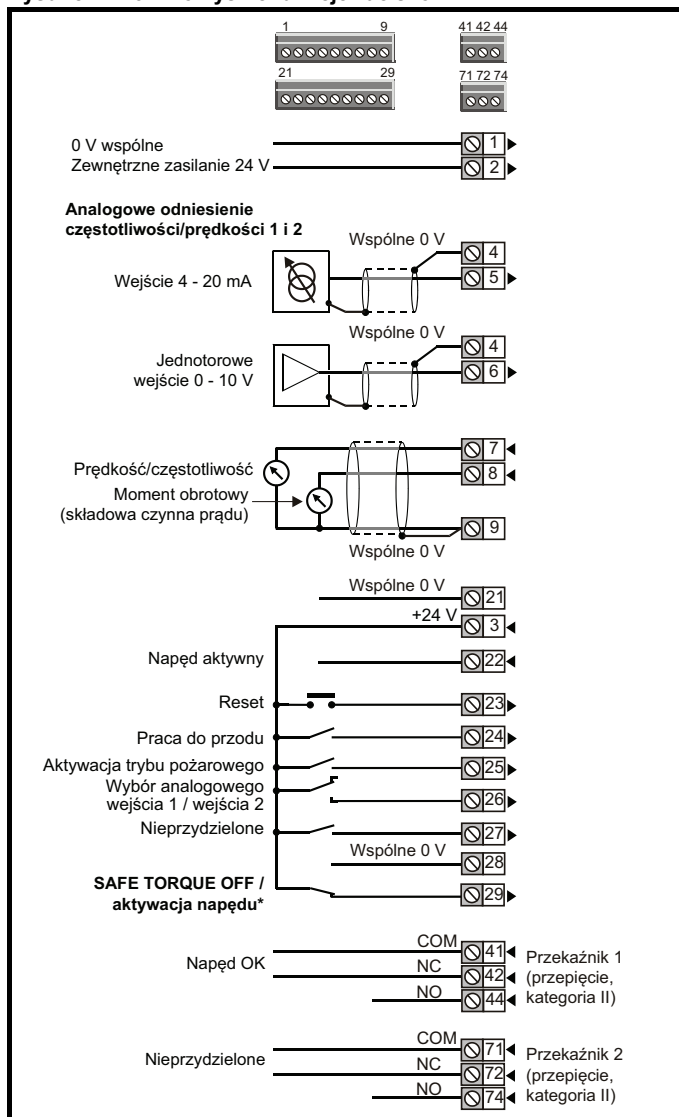 1 9 41 42 44
21 29 71 72 74
0 V wspólne 1
Zewnętrzne zasilanie 24 V 2
Analogowe odniesienie
częstotliwości/prędkości 1 i 2
Wspólne 0 V 4
Wejście 4 - 20 mA 5
Wspólne 0 V 4
Jednotorowe
wejście 0 - 10 V 6
7
Prędkość/częstotliwość 8
Moment obrotowy
(składowa czynna prądu)
9
Wspólne 0 V
Wspólne 0 V 21
+24 V 3
Napęd aktywny 22
Reset 23
Praca do przodu 24
Aktywacja trybu pożarowego 25
Wybór analogowego
wejścia 1 / wejścia 2 26
Nieprzydzielone 27
Wspólne 0 V 28
SAFE TORQUE OFF /
aktywacja napędu* 29
COM 41 Przekaźnik 1
Napęd OK NC 42 (przepięcie,
NO 44 kategoria II)
COM 71 Przekaźnik 2
Nieprzydzielone NC 72 (przepięcie,
NO 74 kategoria II)